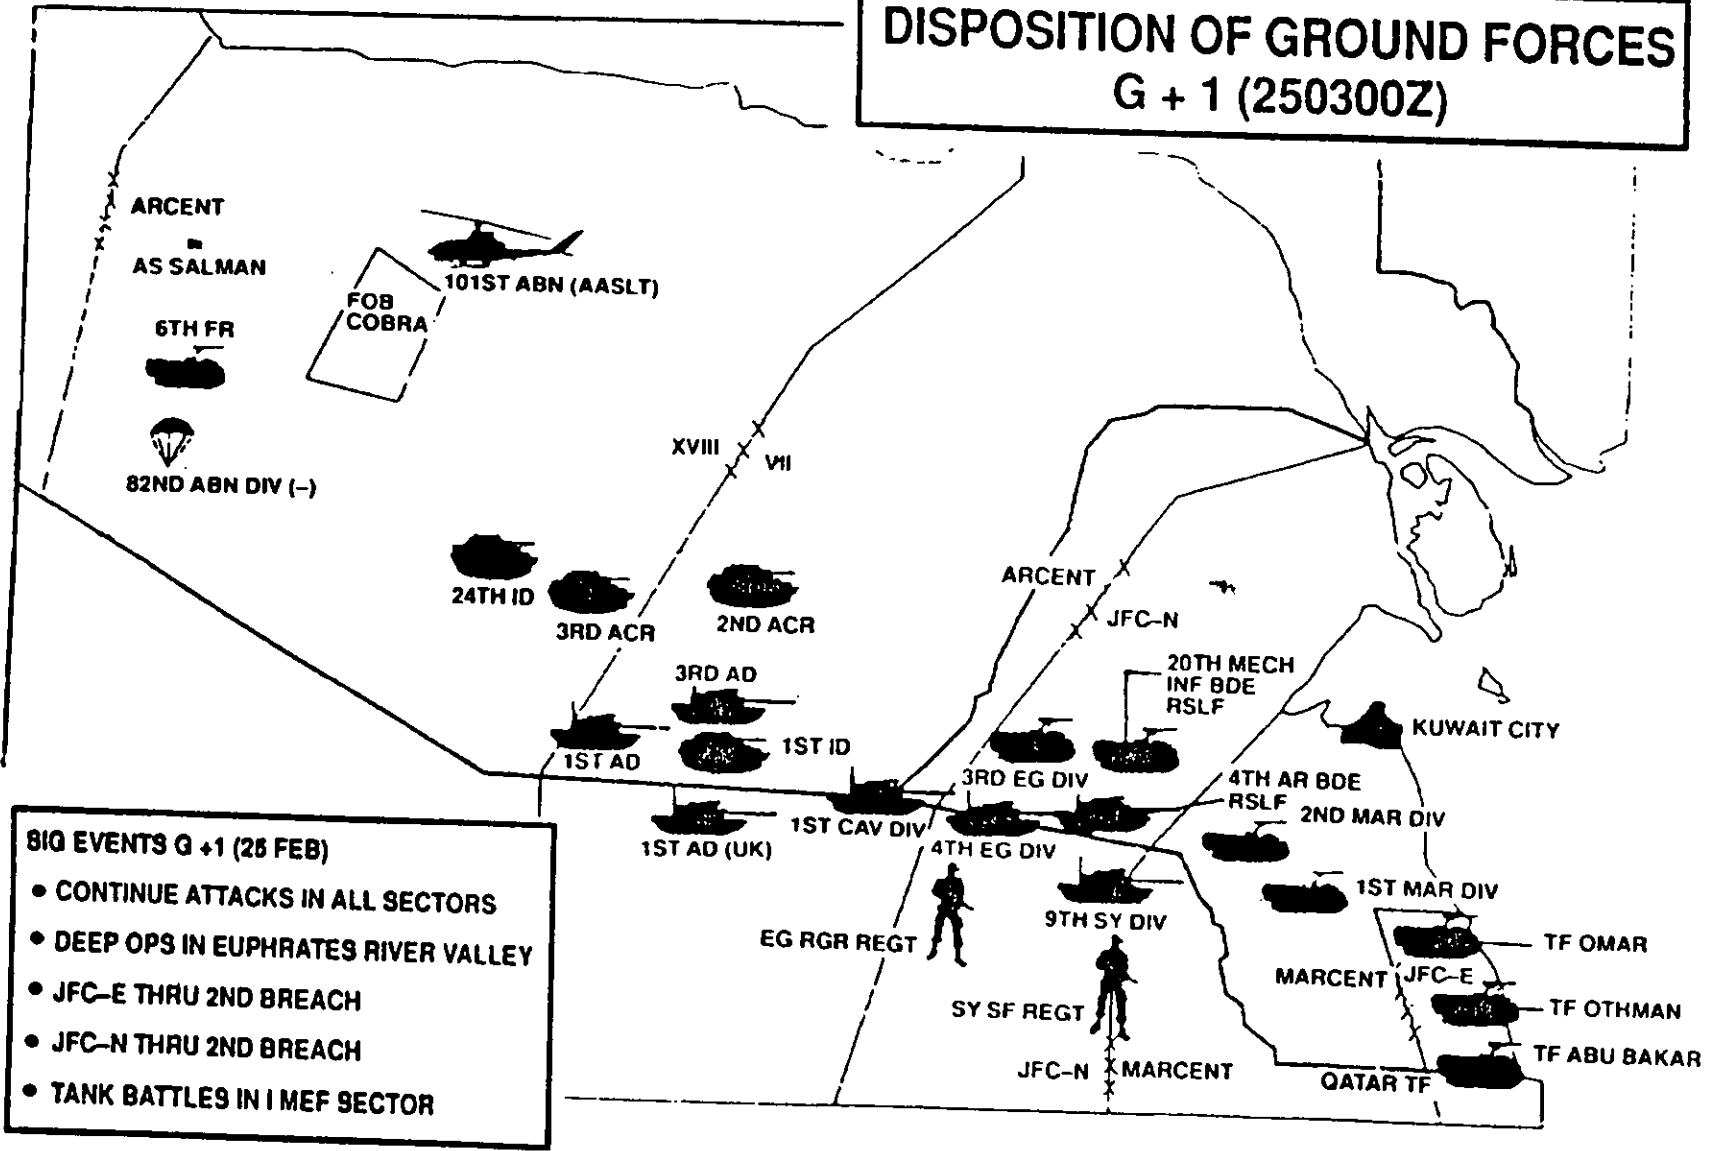 DISPOSITION OF GROUND FORCES
G + 1 (250300Z)
ARCENT
AS SALMAN
6TH FR
82ND ABN DIV (–)
FOB
COBRA
101ST ABN (AASLT)
XVIII
VII
24TH ID
3RD ACR
2ND ACR
3RD AD
1ST AD
1ST ID
1ST AD (UK)
1ST CAV DIV
ARCENT
JFC–N
20TH MECH
INF BDE
RSLF
3RD EG DIV
4TH EG DIV
4TH AR BDE
RSLF
KUWAIT CITY
2ND MAR DIV
1ST MAR DIV
9TH SY DIV
EG RGR REGT
SY SF REGT
JFC–N
MARCENT
MARCENT
JFC–E
TF OMAR
TF OTHMAN
TF ABU BAKAR
QATAR TF
SIG EVENTS G +1 (25 FEB)
• CONTINUE ATTACKS IN ALL SECTORS
• DEEP OPS IN EUPHRATES RIVER VALLEY
• JFC–E THRU 2ND BREACH
• JFC–N THRU 2ND BREACH
• TANK BATTLES IN I MEF SECTOR